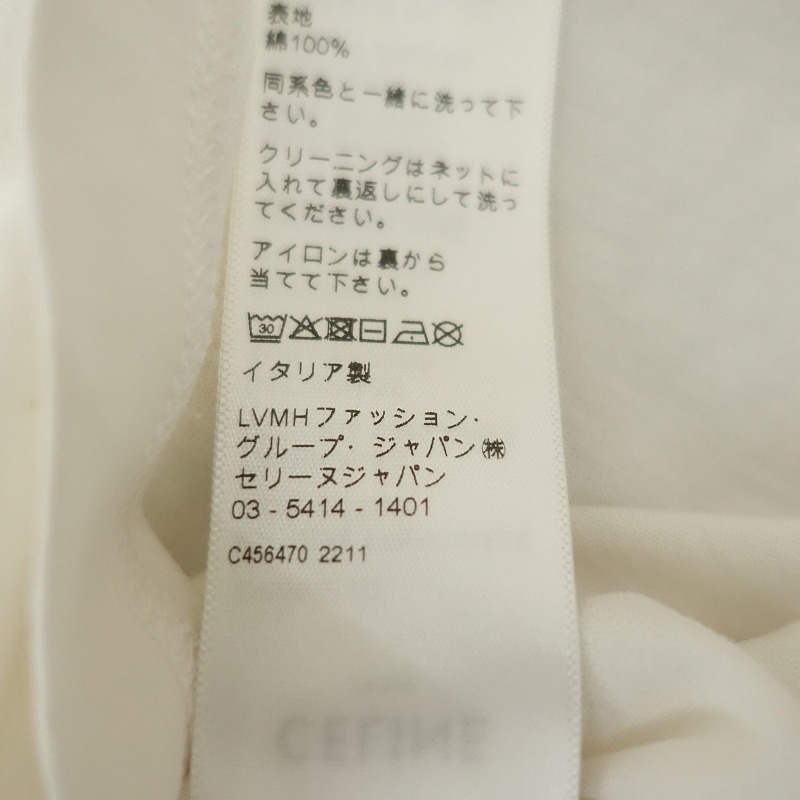 表地
綿100%
同系色と一緒に洗って下
さい。
クリーニングはネットに
入れて裏返しにして洗っ
てください。
アイロンは裏から
当てて下さい。
30
イタリア製
LVMHファッション・
グループ・ジャパン㈱
セリーヌジャパン
03 - 5414 - 1401
C456470 2211
CELINE